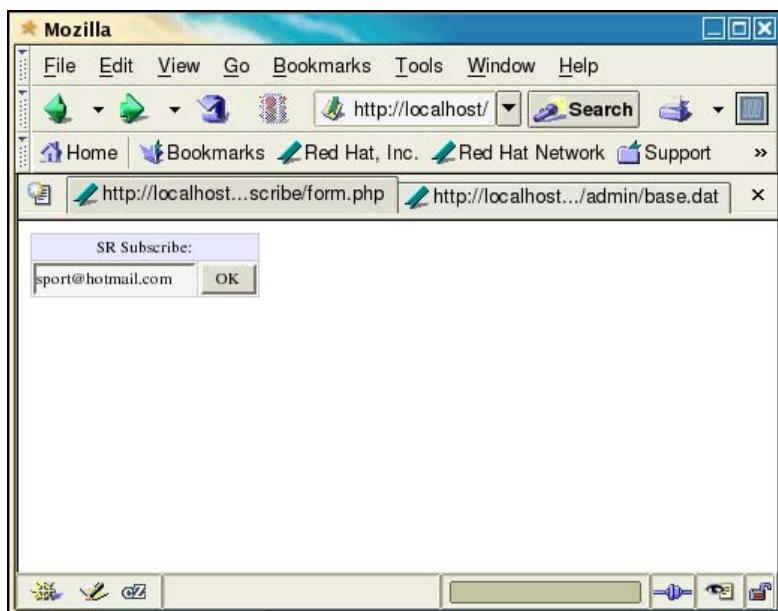 Mozilla
File Edit View Go Bookmarks Tools Window Help
http://localhost/ Search
Home Bookmarks Red Hat, Inc. Red Hat Network Support »
http://localhost...scribe/form.php http://localhost.../admin/base.dat
SR Subscribe:
sport@hotmail.com OK